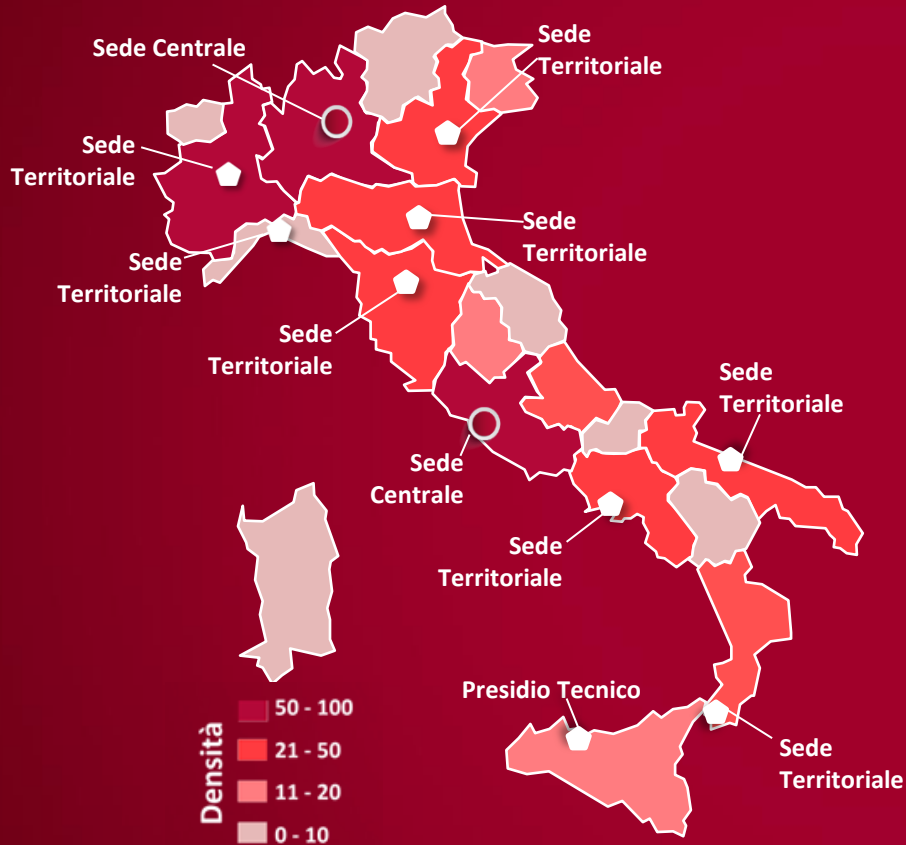 Sede Centrale
Sede
Territoriale
Sede
Territoriale
Sede
Territoriale
Sede
Territoriale
Sede
Territoriale
Sede
Territoriale
Sede
Centrale
Sede
Territoriale
Presidio Tecnico
Sede
Territoriale
Densità
50 - 100
21 - 50
11 - 20
0 - 10